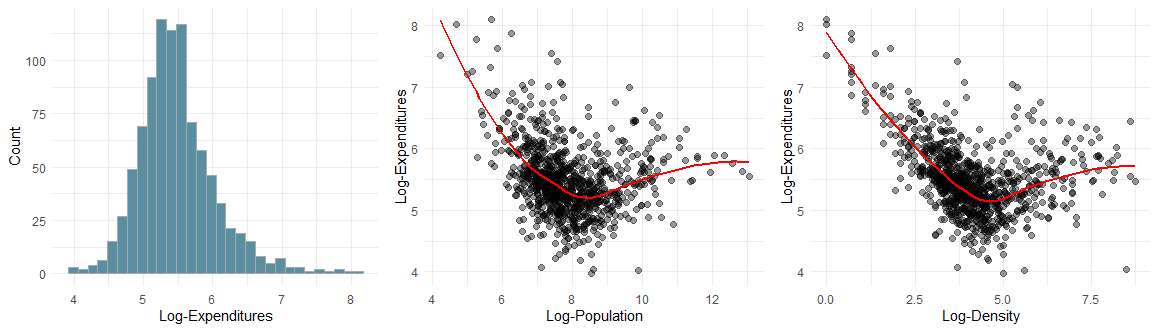 Count
100
75
50
25
0
4 5 6 7 8
Log-Expenditures
Log-Expenditures
8
7
6
5
4
4 6 8 10 12
Log-Population
Log-Expenditures
8
7
6
5
4
0.0 2.5 5.0 7.5
Log-Density